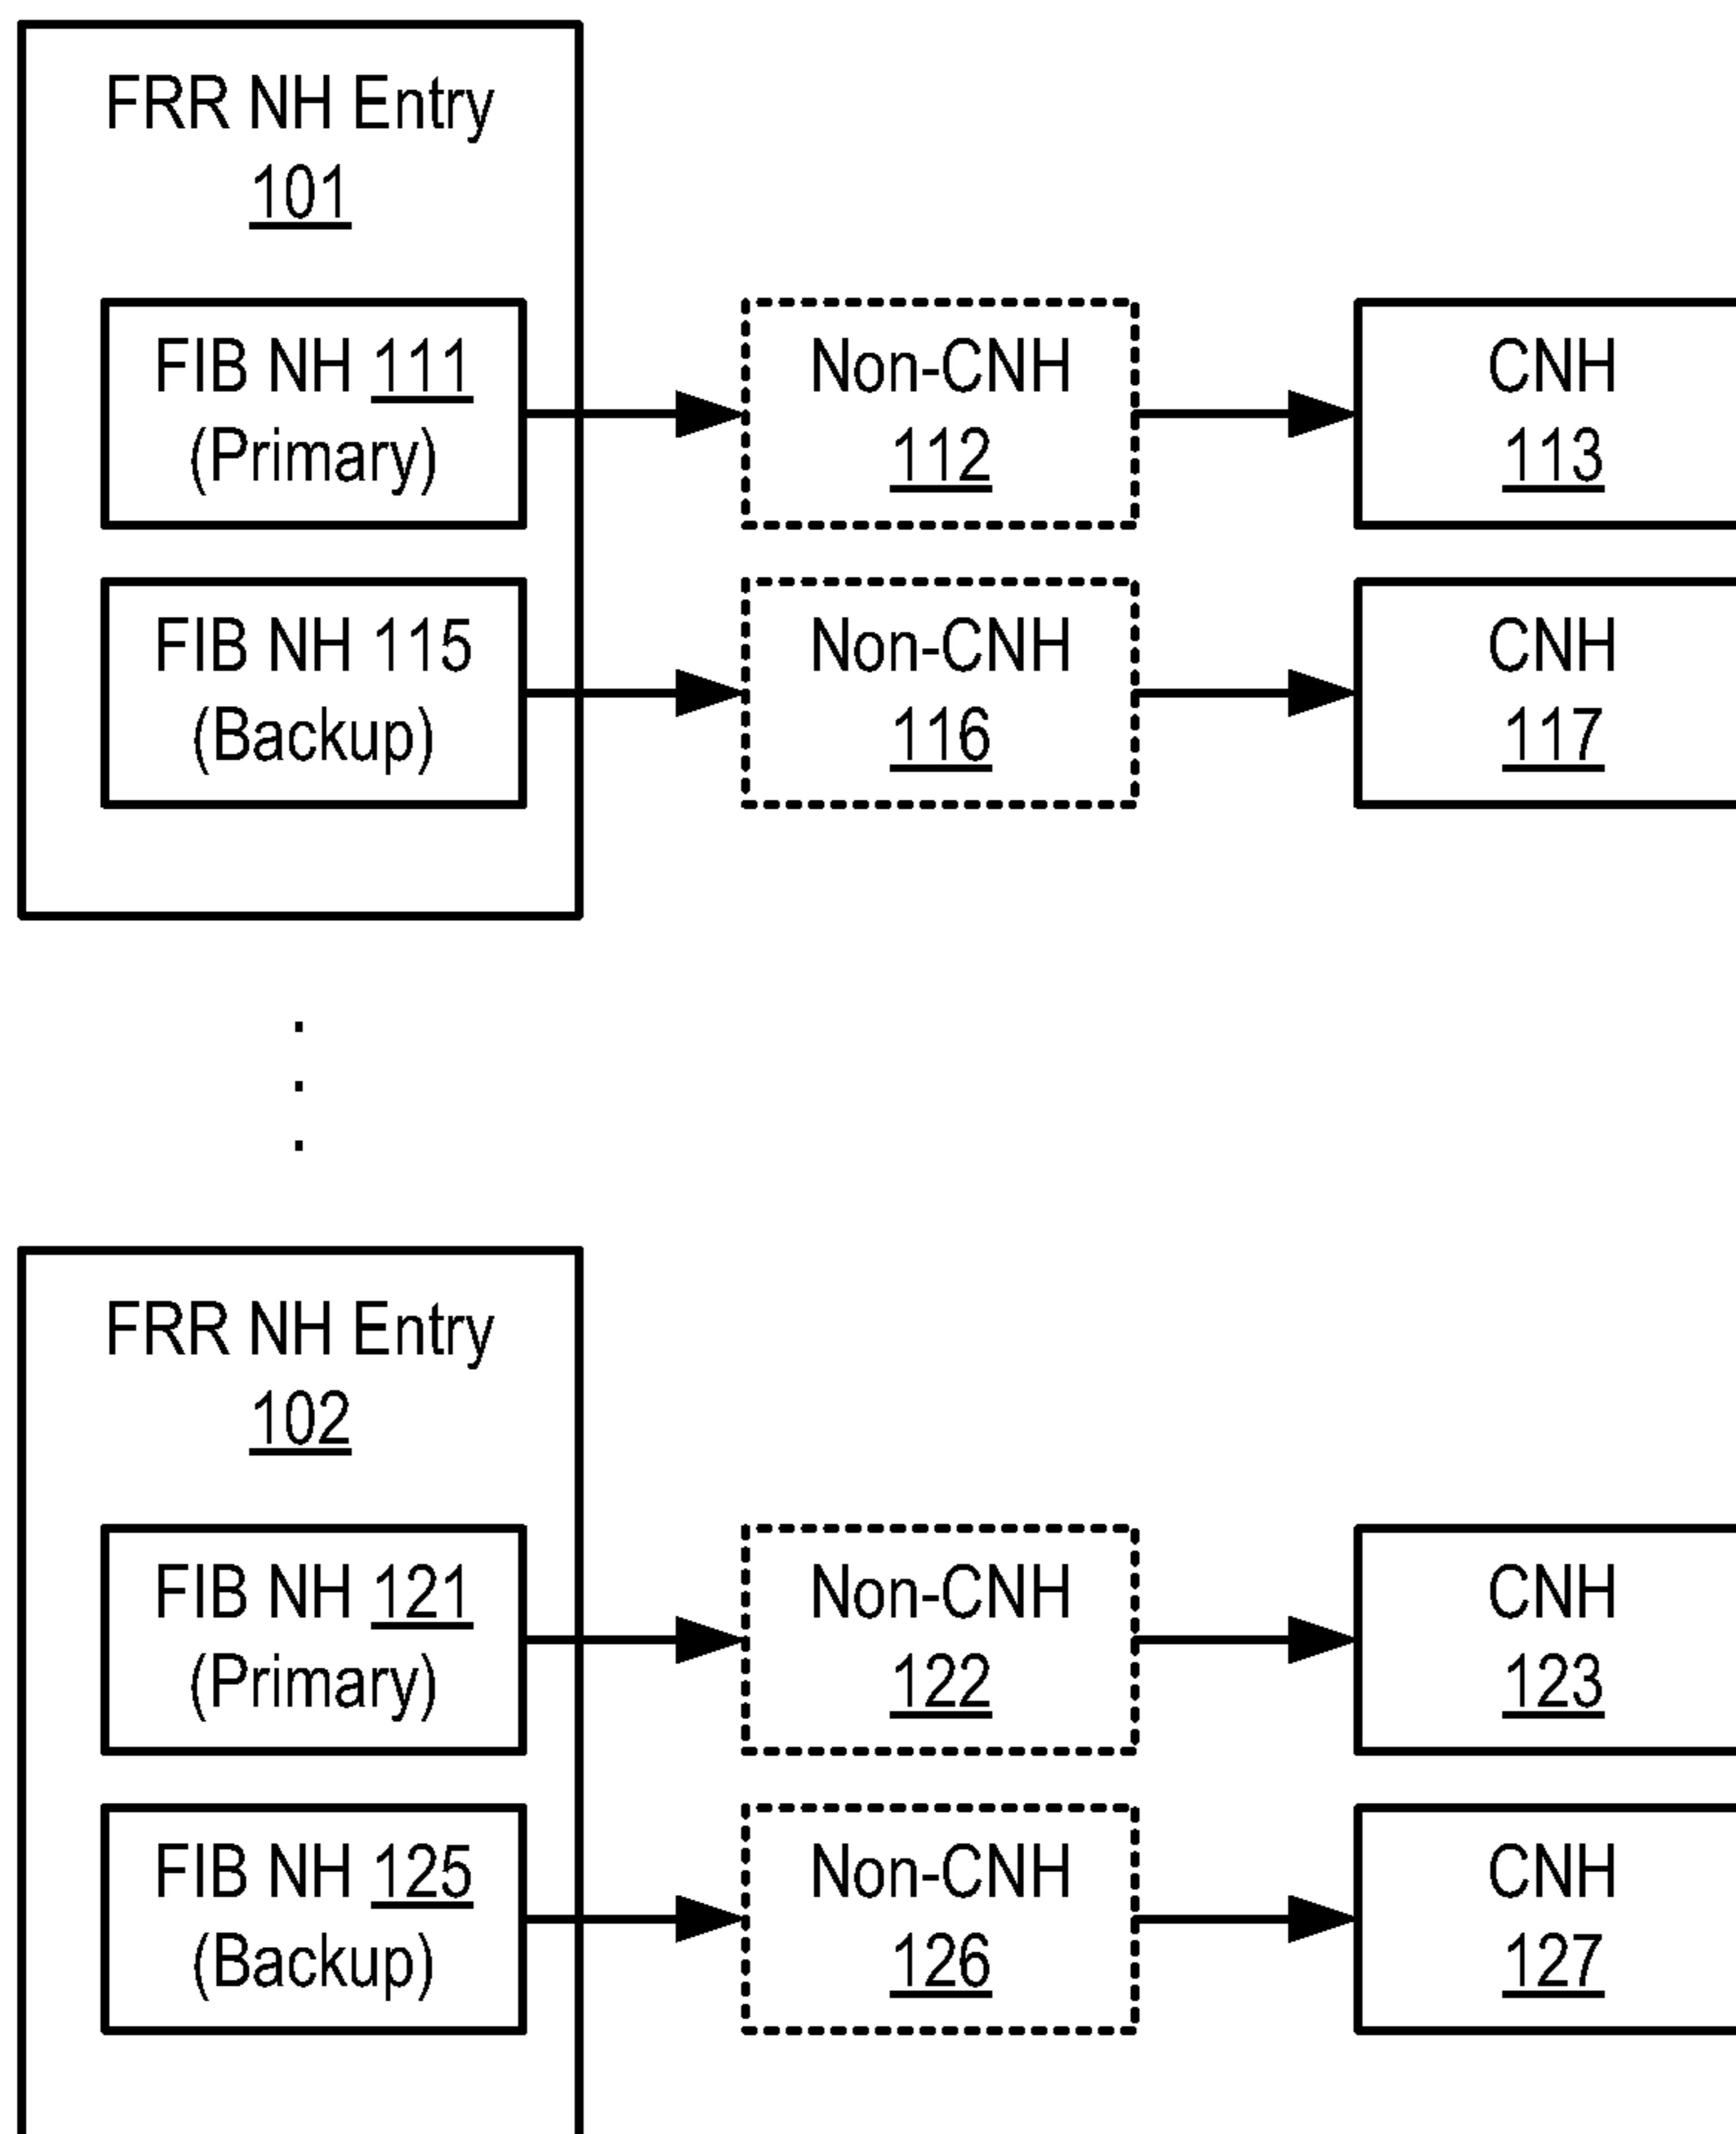 FRR NH Entry
101
FIB NH 111
(Primary)
Non-CNH
112
CNH
113
FIB NH 115
(Backup)
Non-CNH
116
CNH
117
.
.
.
FRR NH Entry
102
FIB NH 121
(Primary)
Non-CNH
122
CNH
123
FIB NH 125
(Backup)
Non-CNH
126
CNH
127